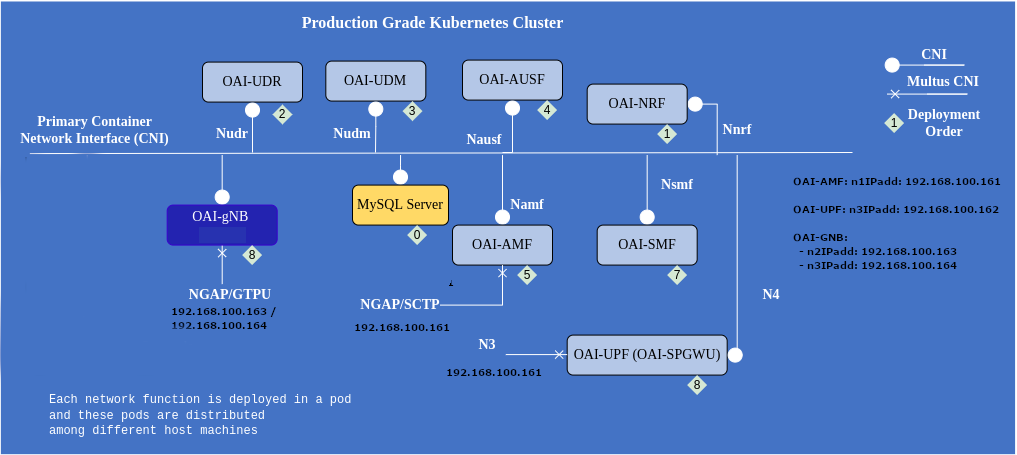 Production Grade Kubernetes Cluster
CNI
Multus CNI
1
Deployment
Order
OAI-UDR
2
OAI-UDM
3
OAI-AUSF
4
OAI-NRF
1
Primary Container
Network Interface (CNI)
Nudr
Nudm
Nausf
Nnrf
OAI-gNB
8
MySQL Server
0
Namf
OAI-AMF
5
Nsmf
OAI-SMF
7
OAI-AMF: n1IPadd: 192.168.100.161
OAI-UPF: n3IPadd: 192.168.100.162
OAI-GNB:
- n2IPadd: 192.168.100.163
- n3IPadd: 192.168.100.164
NGAP/GTPU
192.168.100.163 /
192.168.100.164
NGAP/SCTP
192.168.100.161
N4
N3
192.168.100.161
OAI-UPF (OAI-SPGWU)
8
Each network function is deployed in a pod
and these pods are distributed
among different host machines